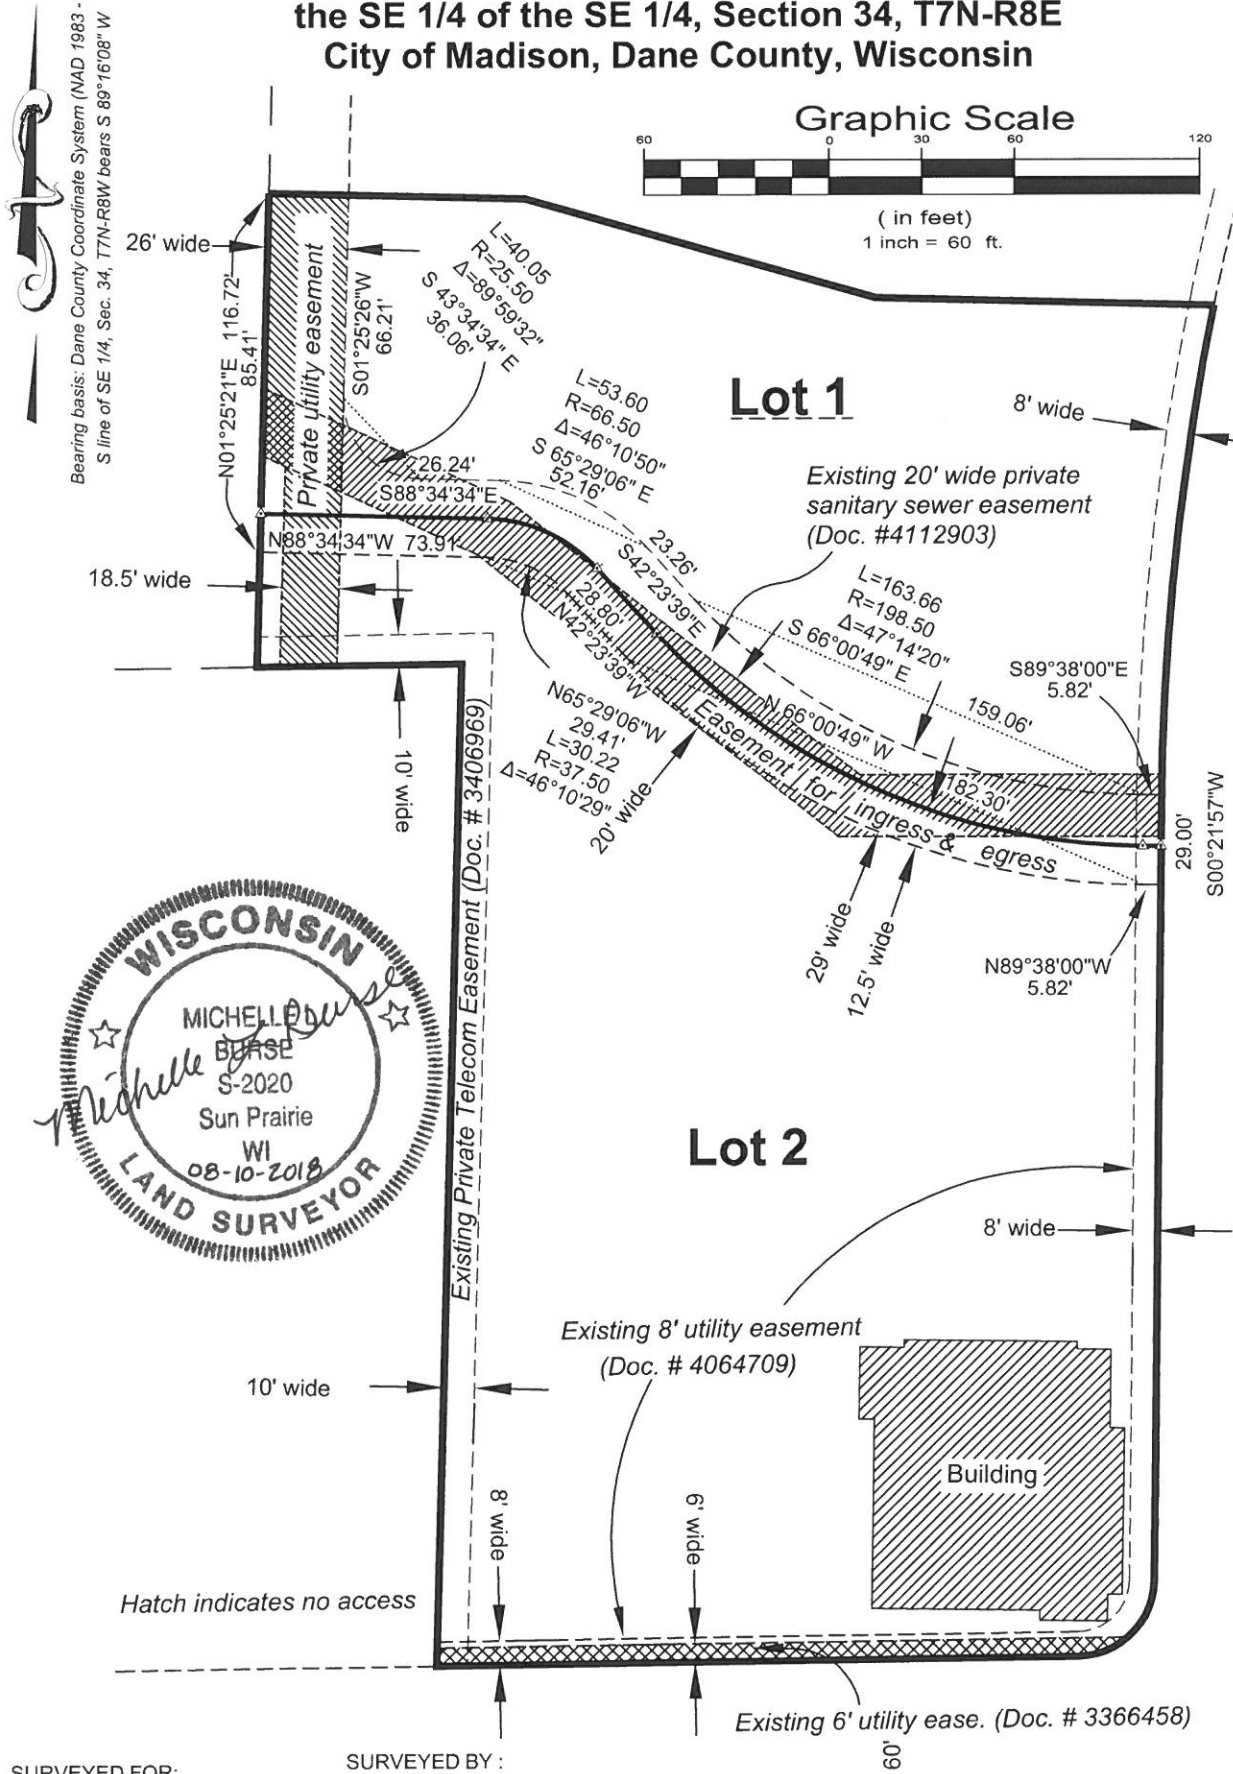 the SE 1/4 of the SE 1/4, Section 34, T7N-R8E
City of Madison, Dane County, Wisconsin
Bearing basis: Dane County Coordinate System (NAD 1983 -
S line of SE 1/4, Sec. 34, T7N-R8W bears S 89°16'08" W
Graphic Scale
60 0 30 60 120
( in feet)
1 inch = 60 ft.
26' wide
N01°25'21"E 116.72'
85.41'
Private utility easement
S01°25'26"W
66.21'
L=40.05
R=25.50
Δ=89°59'32"
S 43°34'34" E
36.06'
L=53.60
R=66.50
Δ=46°10'50"
S 65°29'06" E
52.16'
Lot 1
8' wide
Existing 20' wide private
sanitary sewer easement
(Doc. #4112903)
26.24'
S88°34'34"E
N88°34'34"W 73.91'
18.5' wide
23.26'
S42°23'39"E
28.80'
N42°23'39"W
L=163.66
R=198.50
Δ=47°14'20"
S 66°00'49" E
159.06'
S89°38'00"E
5.82'
N65°29'06"W
29.41'
L=30.22
R=37.50
Δ=46°10'29"
20' wide
N 66°00'49" W
182.30'
Easement for ingress & egress
10' wide
29.00'
S00°21'57"W
29' wide
12.5' wide
N89°38'00"W
5.82'
Existing Private Telecom Easement (Doc. # 3406969)
WISCONSIN
MICHELLE L
BURSE
S-2020
Sun Prairie
WI
08-10-2018
LAND SURVEYOR
Michelle L Burse
Lot 2
8' wide
Existing 8' utility easement
(Doc. # 4064709)
10' wide
Building
8' wide
6' wide
Hatch indicates no access
Existing 6' utility ease. (Doc. # 3366458)
60'
SURVEYED FOR:
SURVEYED BY :